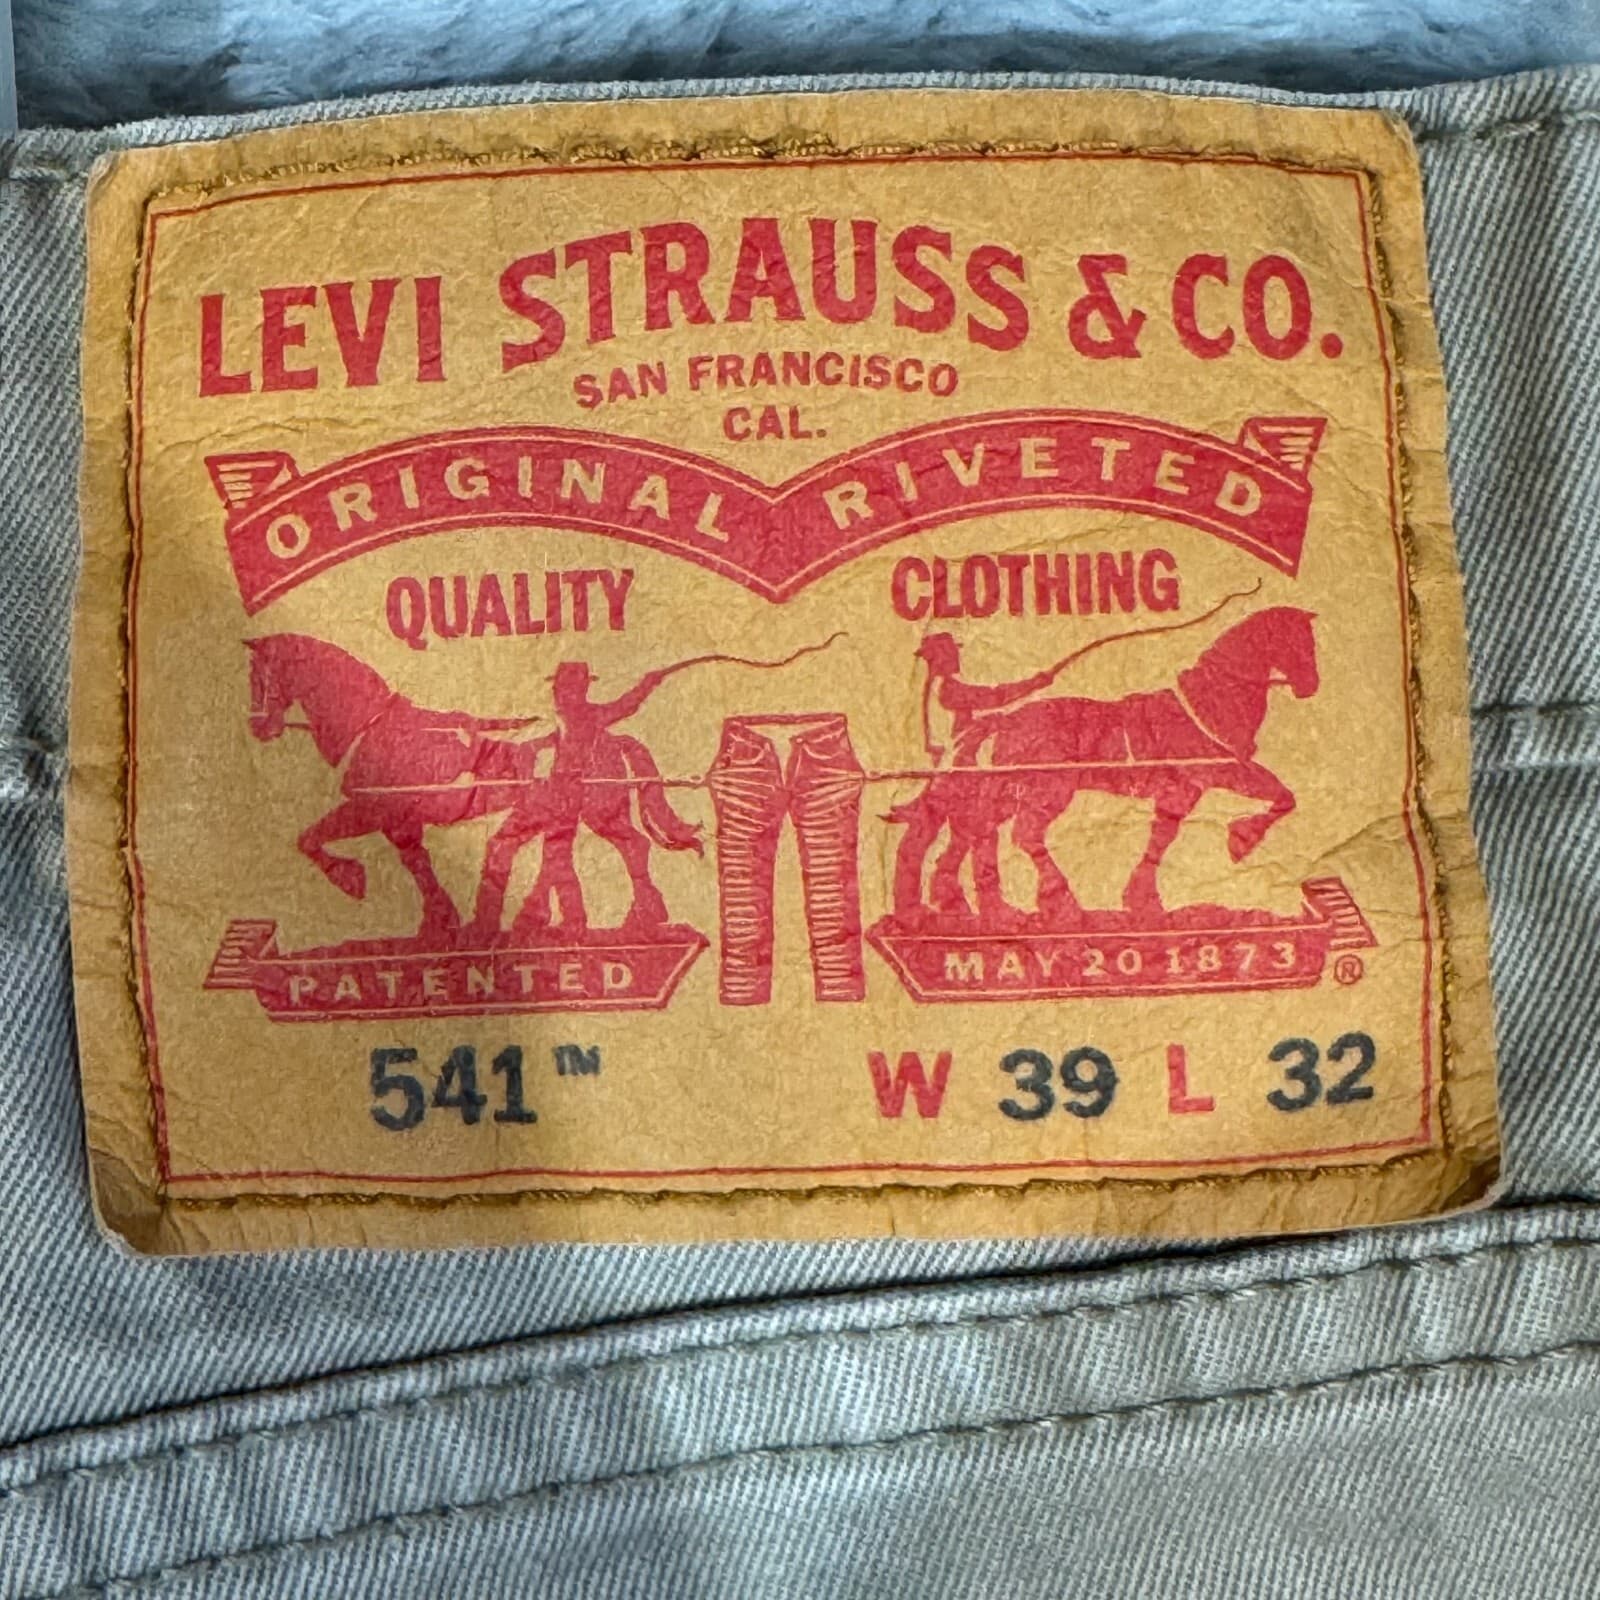 LEVI STRAUSS & CO.
SAN FRANCISCO
CAL.
ORIGINAL RIVETED
QUALITY CLOTHING
PATENTED MAY 20 1873 ®
541™ W 39 L 32